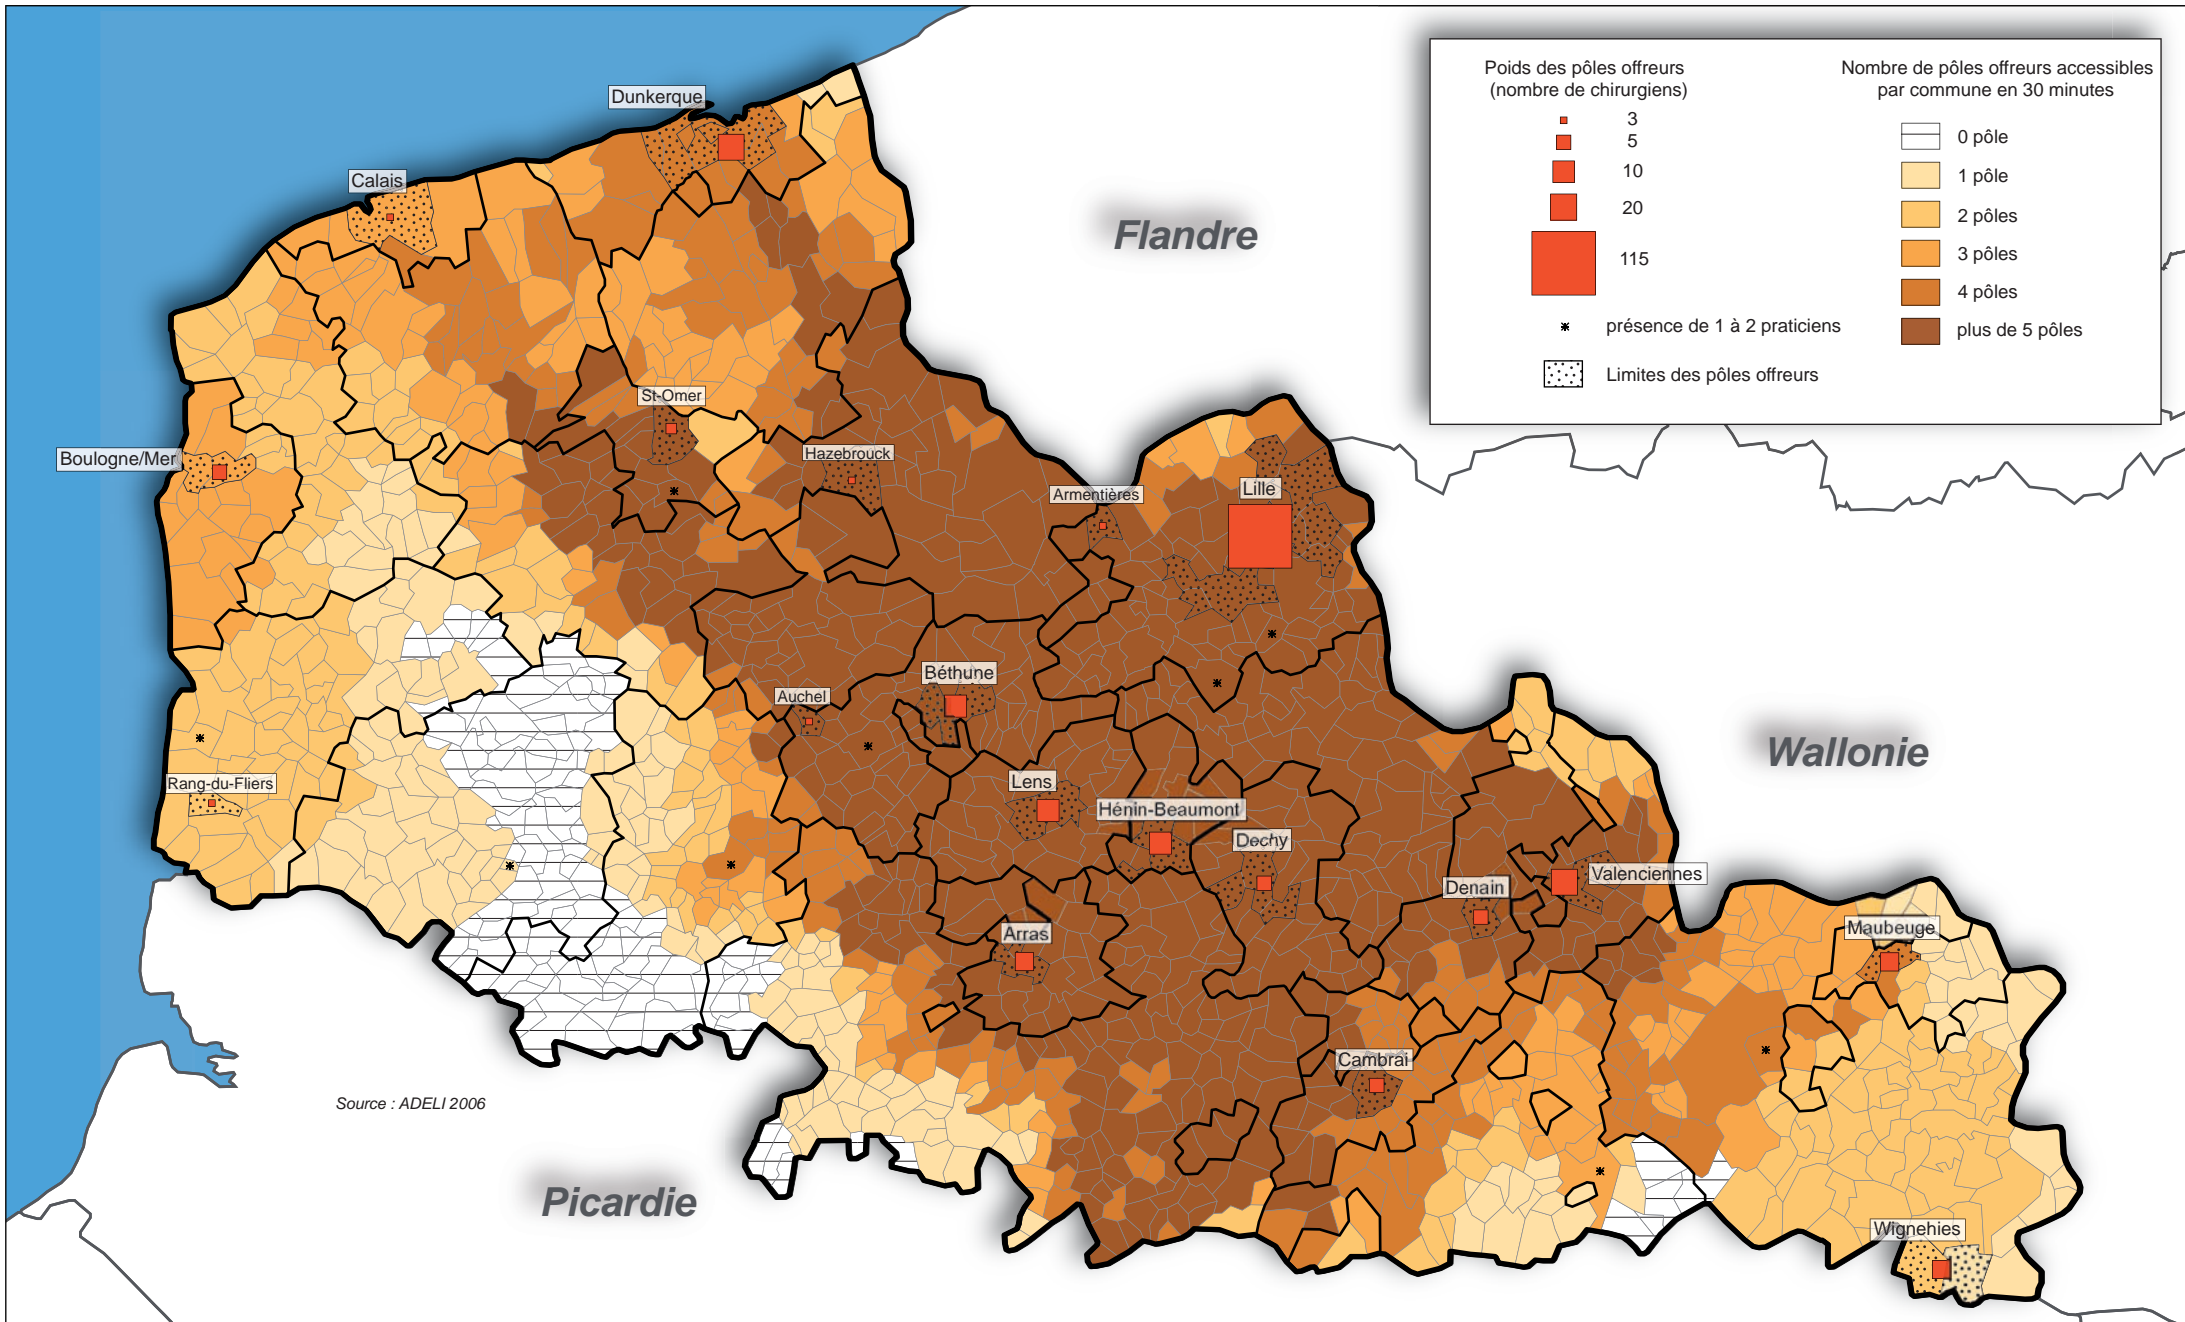 Poids des pôles offreurs
(nombre de chirurgiens)
3
5
10
20
115
présence de 1 à 2 praticiens
Limites des pôles offreurs
Nombre de pôles offreurs accessibles
par commune en 30 minutes
0 pôle
1 pôle
2 pôles
3 pôles
4 pôles
plus de 5 pôles
Dunkerque
Calais
Flandre
St-Omer
Boulogne/Mer
Hazebrouck
Armentières
Lille
Béthune
Auchel
Wallonie
Rang-du-Fliers
Lens
Hénin-Beaumont
Dechy
Valenciennes
Denain
Arras
Maubeuge
Cambrai
Source : ADELI 2006
Picardie
Wignehies